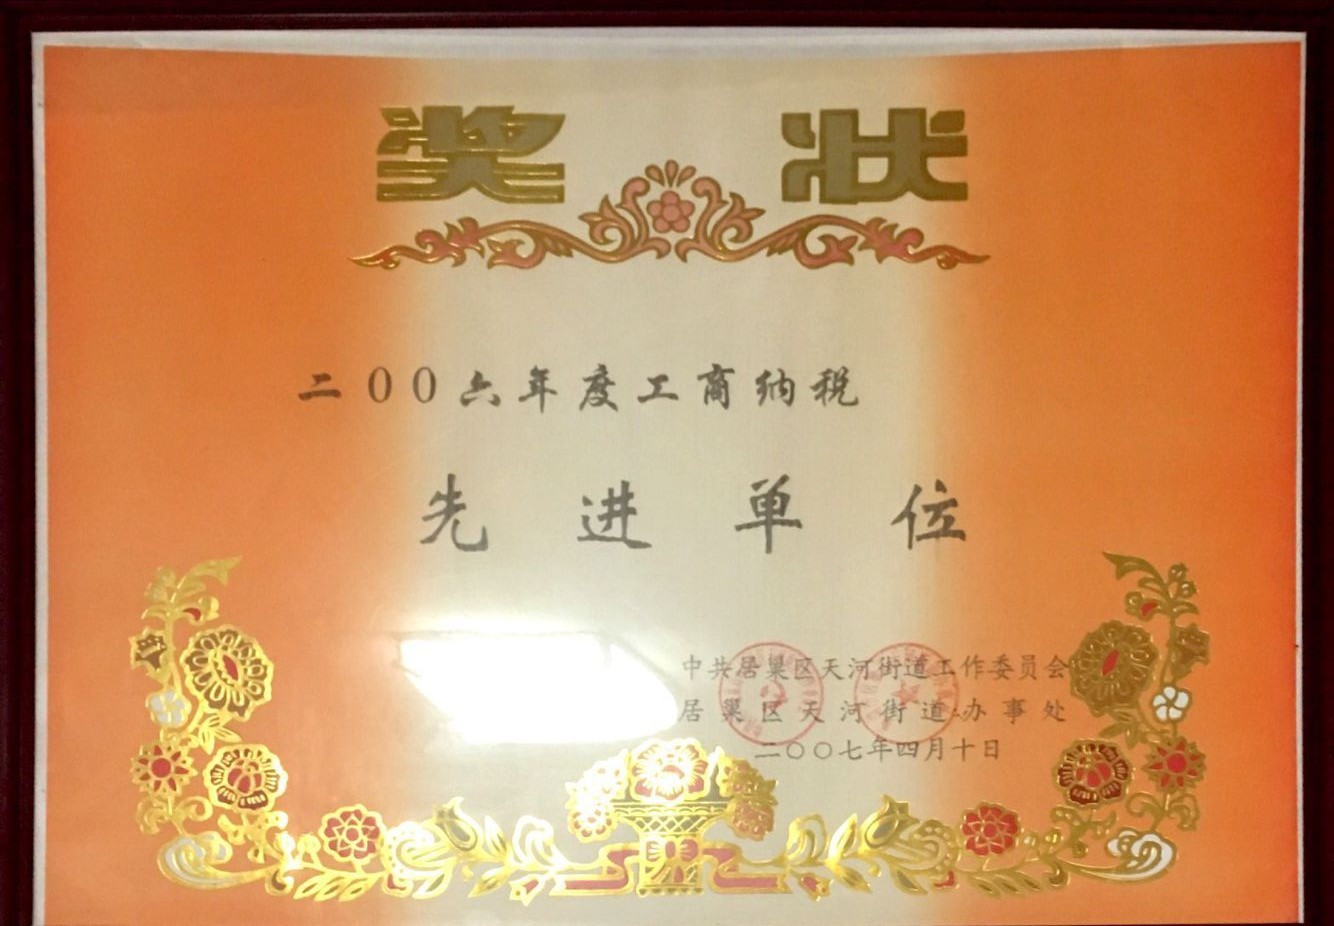 奖状
二00六年度工商纳税
先进单位
中共居巢区天河街道工作委员会
居巢区天河街道办事处
二〇〇七年四月十日